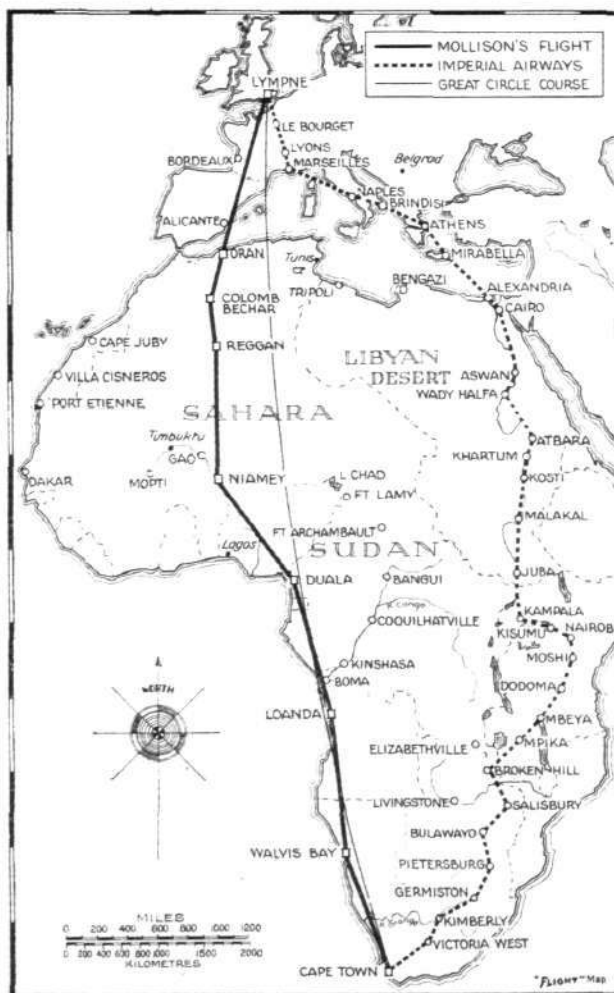 MOLLISON'S FLIGHT
IMPERIAL AIRWAYS
GREAT CIRCLE COURSE
LYMPNE
LE BOURGET
LYONS
MARSEILLES
BORDEAUX
Belgrad
NAPLES
BRINDISI
ATHENS
ALICANTE
ORAN
Tunis
MIRABELLA
TRIPOLI
BENGAZI
ALEXANDRIA
CAIRO
COLOMB
BECHAR
REGGAN
CAPE JUBY
LIBYAN
DESERT
ASWAN
WADY HALFA
VILLA CISNEROS
PORT ETIENNE
SAHARA
ATBARA
KHARTUM
KOSTI
Timbukhu
GAO
DAKAR
MOPTI
NIAMEY
L CHAD
FT LAMY
MALAKAL
FT ARCHAMBAULT
Lagos
SUDAN
DUALA
BANGUI
JUBA
R. Congo
COQUILHATVILLE
KAMPALA
KISUMU
NAIROB
KINSHASA
BOMA
MOSHI
DODOMA
NORTH
LOANDA
MBEYA
ELIZABETHVILLE
MPIKA
BROKEN HILL
LIVINGSTONE
SALISBURY
BULAWAYO
WALVIS BAY
PIETERSBURG
GERMISTON
MILES
0 200 400 600 800 1000 1200
0 200 400 600 800 1000 1500 2000
KILOMETRES
KIMBERLY
VICTORIA WEST
CAPE TOWN
"FLIGHT" MAP